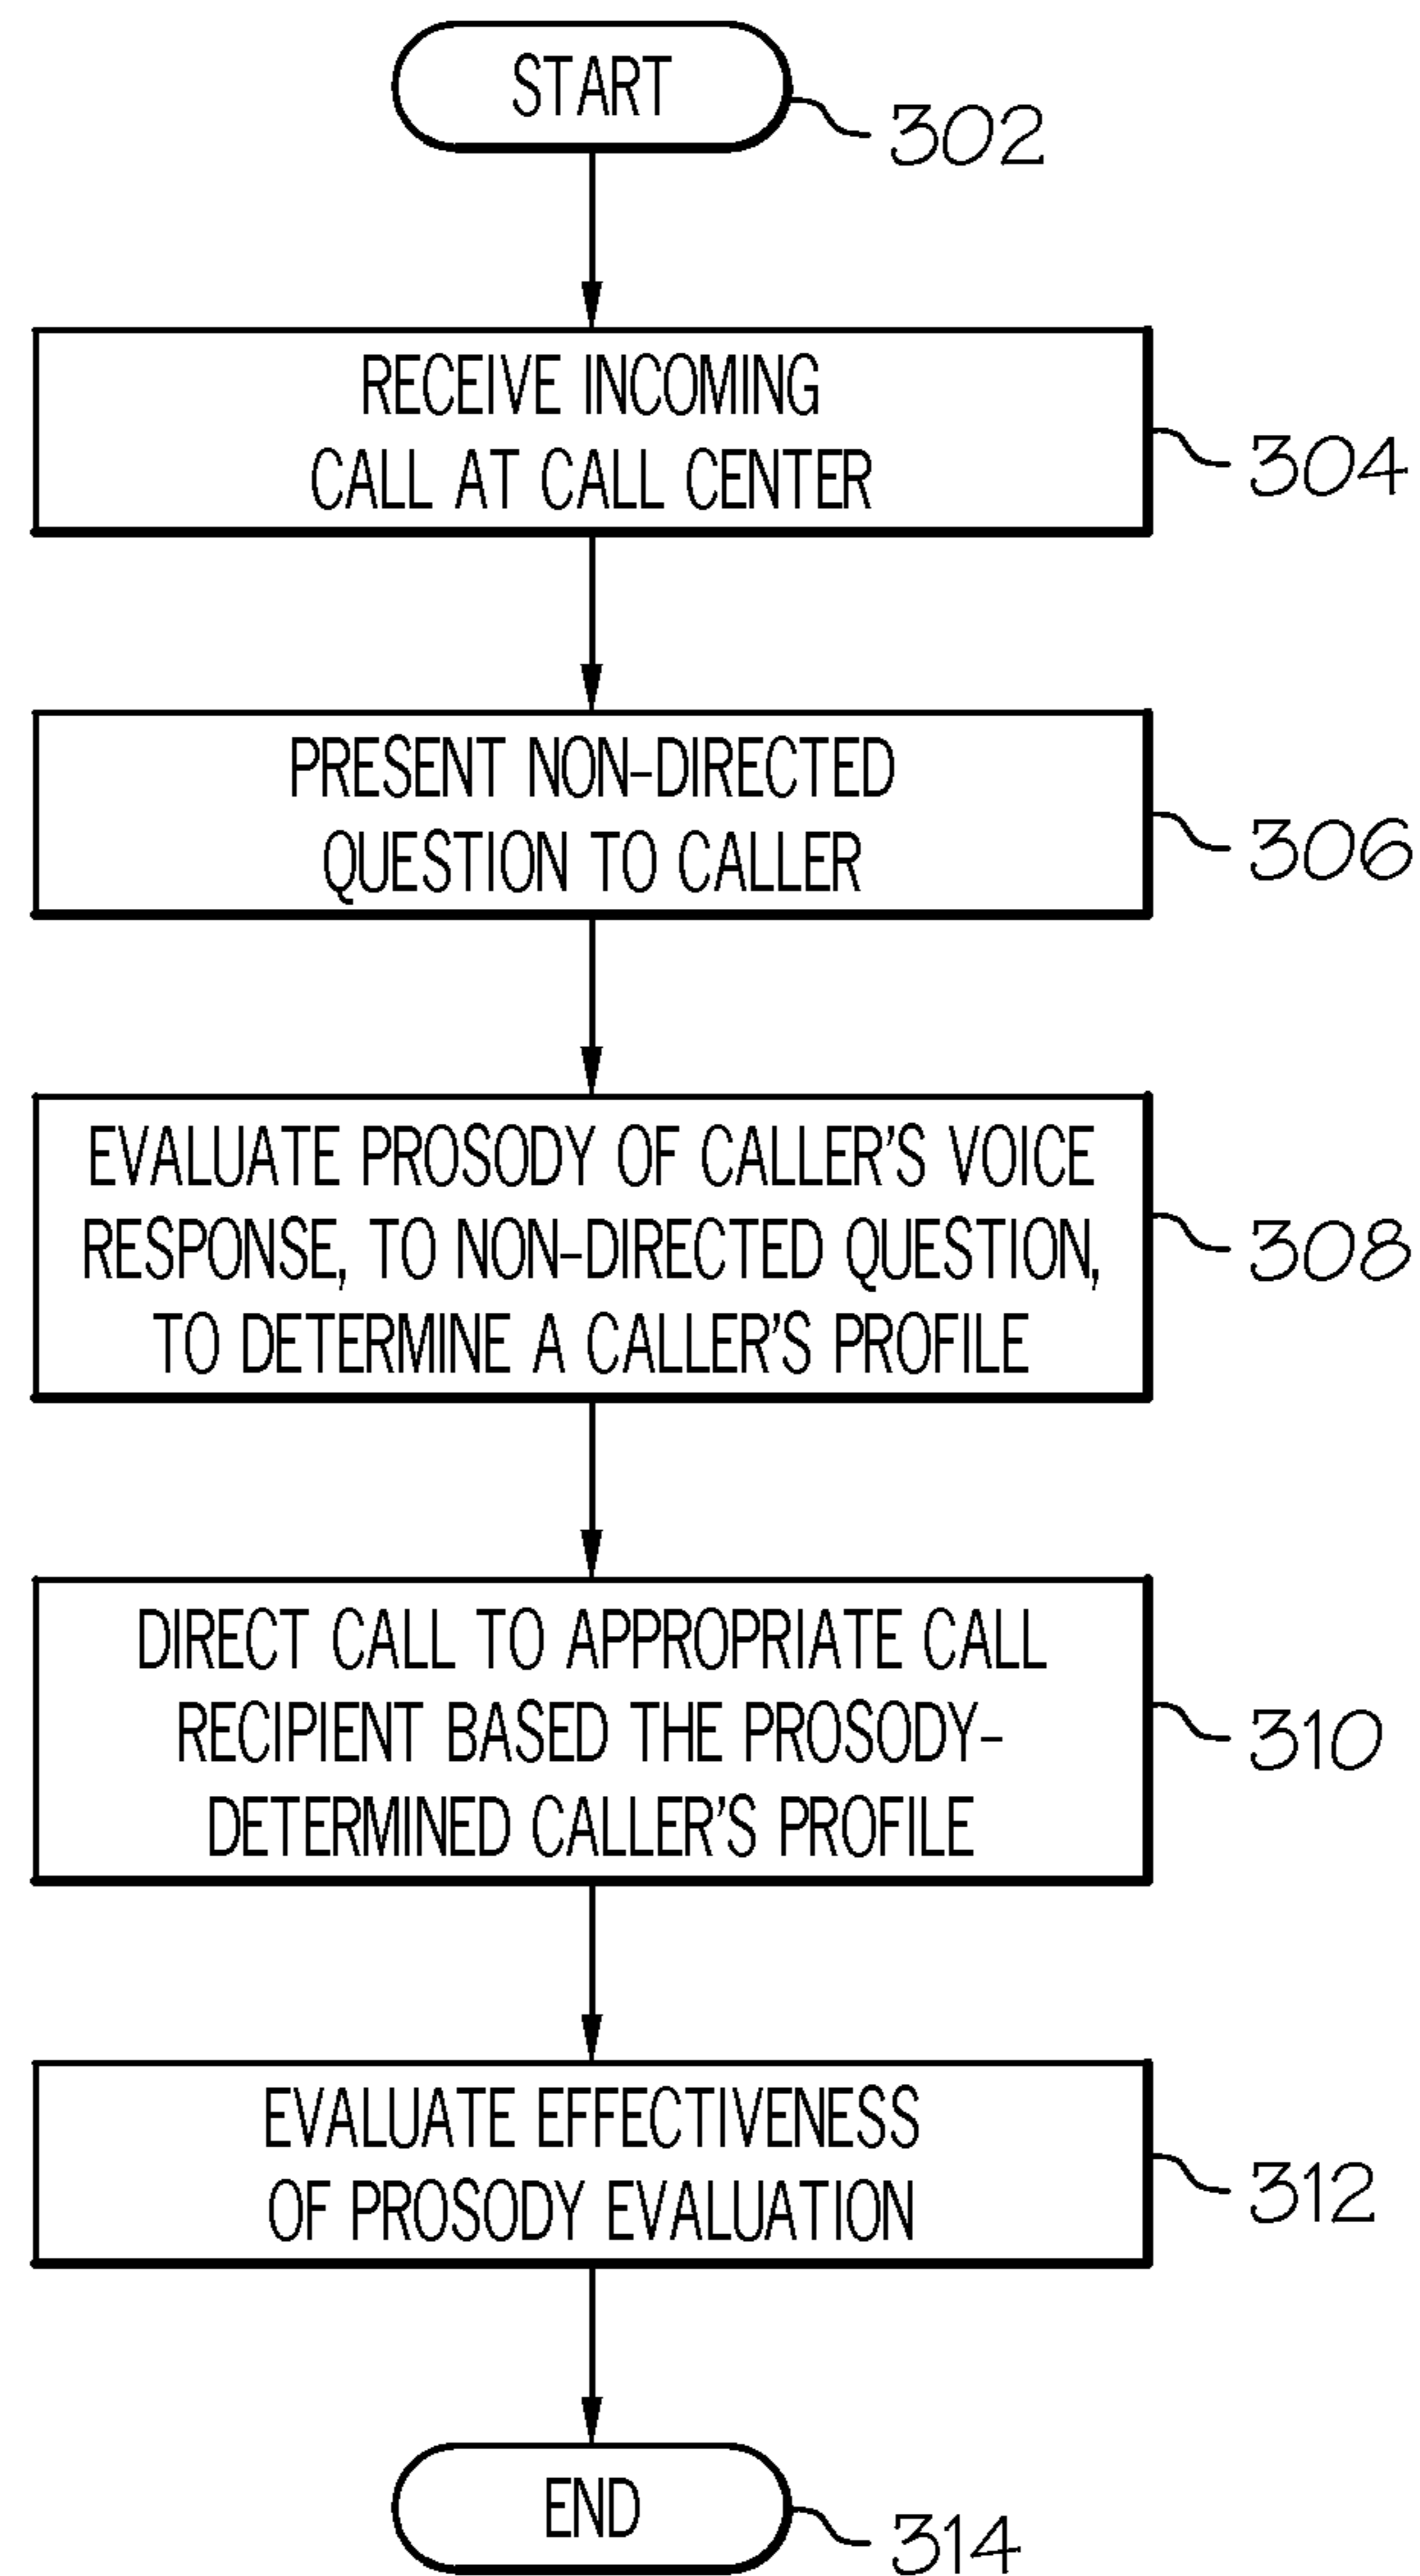 START
302
RECEIVE INCOMING
CALL AT CALL CENTER
304
PRESENT NON-DIRECTED
QUESTION TO CALLER
306
EVALUATE PROSODY OF CALLER'S VOICE
RESPONSE, TO NON-DIRECTED QUESTION,
TO DETERMINE A CALLER'S PROFILE
308
DIRECT CALL TO APPROPRIATE CALL
RECIPIENT BASED THE PROSODY-
DETERMINED CALLER'S PROFILE
310
EVALUATE EFFECTIVENESS
OF PROSODY EVALUATION
312
END
314